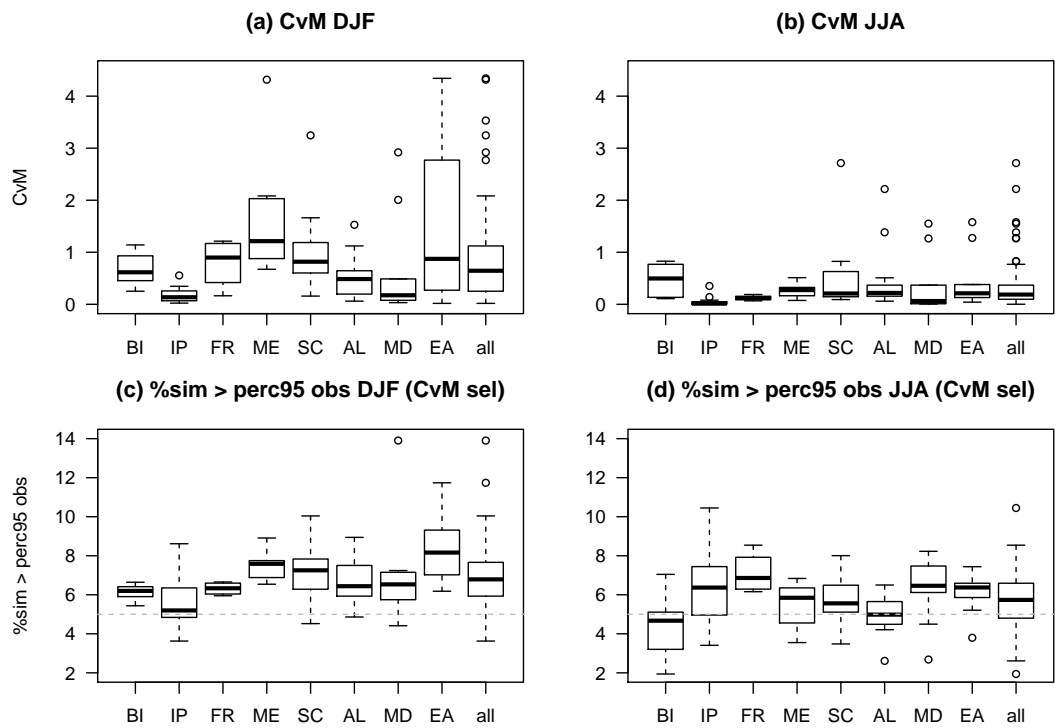 (a) CvM DJF
CvM
4
3
2
1
0
BI IP FR ME SC AL MD EA all
(b) CvM JJA
4
3
2
1
0
BI IP FR ME SC AL MD EA all
(c) %sim > perc95 obs DJF (CvM sel)
%sim > perc95 obs
14
12
10
8
6
4
2
BI IP FR ME SC AL MD EA all
(d) %sim > perc95 obs JJA (CvM sel)
14
12
10
8
6
4
2
BI IP FR ME SC AL MD EA all